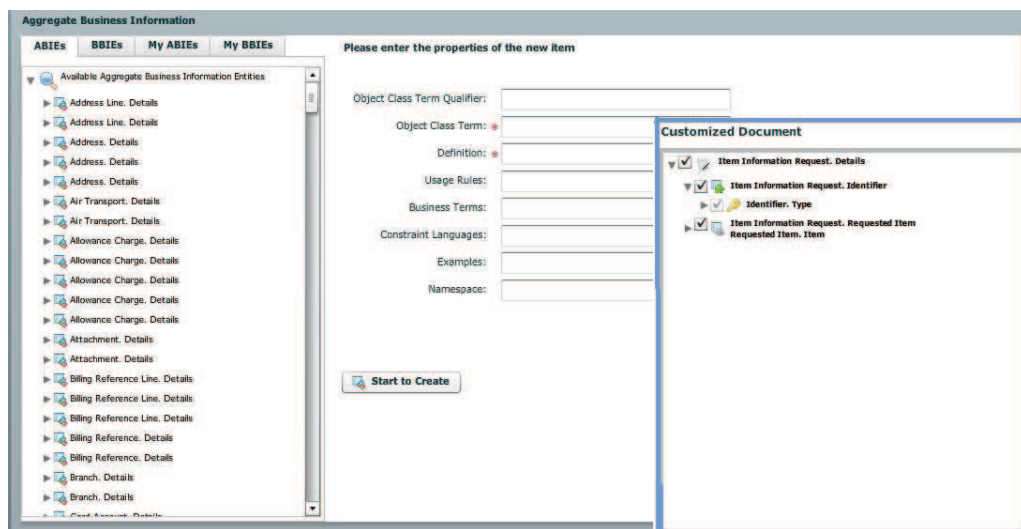 Aggregate Business Information
ABIEs
BBIEs
My ABIEs
My BBIEs
Available Aggregate Business Information Entities
Address Line. Details
Address Line. Details
Address. Details
Address. Details
Address. Details
Air Transport. Details
Air Transport. Details
Allowance Charge. Details
Allowance Charge. Details
Allowance Charge. Details
Allowance Charge. Details
Allowance Charge. Details
Attachment. Details
Attachment. Details
Billing Reference Line. Details
Billing Reference Line. Details
Billing Reference Line. Details
Billing Reference. Details
Billing Reference. Details
Branch. Details
Branch. Details
Card Account. Details
Please enter the properties of the new item
Object Class Term Qualifier:
Object Class Term: *
Definition: *
Usage Rules:
Business Terms:
Constraint Languages:
Examples:
Namespace:
Start to Create
Customized Document
Item Information Request. Details
Item Information Request. Identifier
Identifier. Type
Item Information Request. Requested Item
Requested Item. Item